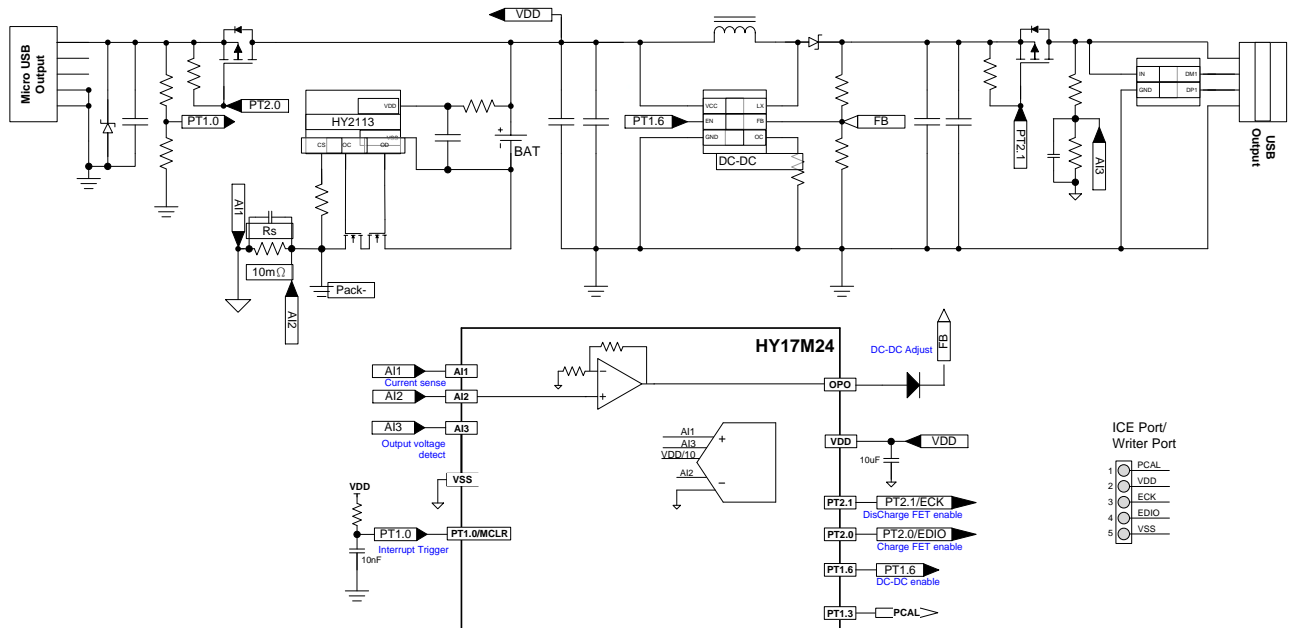 VDD
Micro USB
Output
PT2.0
PT1.0
HY2113
VDD
VSS
CS
OC
OD
BAT
AI1
Rs
10mΩ
AI2
Pack-
PT1.6
VCC
LX
EN
FB
GND
OC
DC-DC
FB
PT2.1
AI3
IN
DM1
GND
DP1
USB
Output
HY17M24
AI1
Current sense
AI1
AI2
AI2
AI3
Output voltage
detect
AI3
VSS
VDD
PT1.0
Interrupt Trigger
PT1.0/MCLR
10nF
AI1
AI3
VDD/10
AI2
+
−
−
+
OPO
DC-DC Adjust
FB
VDD
VDD
10uF
PT2.1
PT2.1/ECK
DisCharge FET enable
PT2.0
PT2.0/EDIO
Charge FET enable
PT1.6
PT1.6
DC-DC enable
PT1.3
PCAL
ICE Port/
Writer Port
1 PCAL
2 VDD
3 ECK
4 EDIO
5 VSS